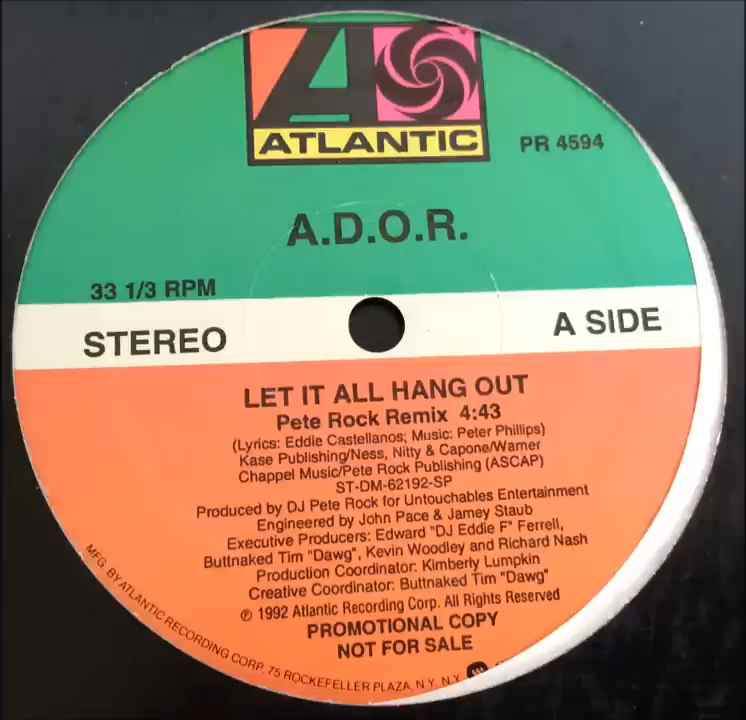 ATLANTIC
PR 4594
A.D.O.R.
33 1/3 RPM
STEREO
A SIDE
LET IT ALL HANG OUT
Pete Rock Remix 4:43
(Lyrics: Eddie Castellanos; Music: Peter Phillips)
Kase Publishing/Ness, Nitty & Capone/Warner
Chappel Music/Pete Rock Publishing (ASCAP)
ST-DM-62192-SP
Produced by DJ Pete Rock for Untouchables Entertainment
Engineered by John Pace & Jamey Staub
Executive Producers: Edward "DJ Eddie F" Ferrell,
Buttnaked Tim "Dawg", Kevin Woodley and Richard Nash
Production Coordinator: Kimberly Lumpkin
Creative Coordinator: Buttnaked Tim "Dawg"
℗ 1992 Atlantic Recording Corp. All Rights Reserved
PROMOTIONAL COPY
NOT FOR SALE
MFG. BY ATLANTIC RECORDING CORP. 75 ROCKEFELLER PLAZA, N.Y. N.Y.